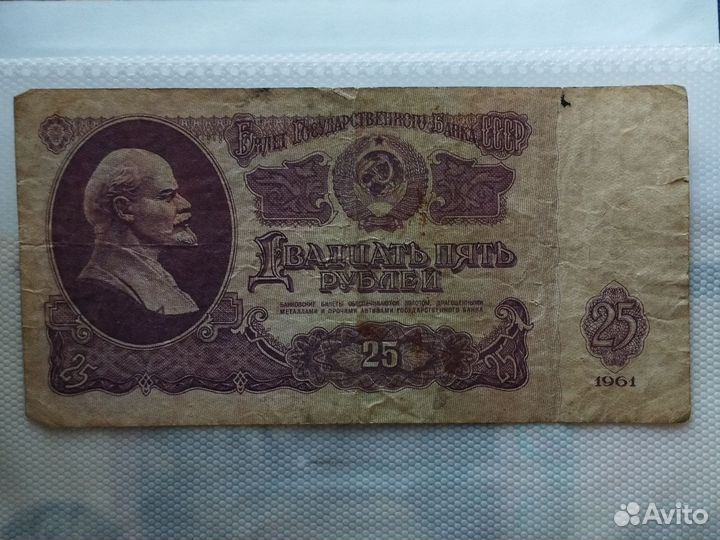 Билет Государственного Банка СССР
Двадцать пять
рублей
Банковские билеты обеспечиваются золотом, драгоценными
металлами и прочими активами Государственного банка
25
25
25
25
1961
Avito